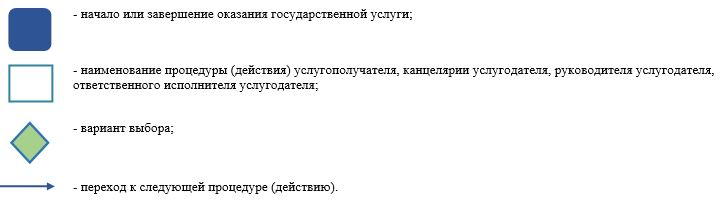 - начало или завершение оказания государственной услуги;
- наименование процедуры (действия) услугополучателя, канцелярии услугодателя, руководителя услугодателя,
ответственного исполнителя услугодателя;
- вариант выбора;
- переход к следующей процедуре (действию).